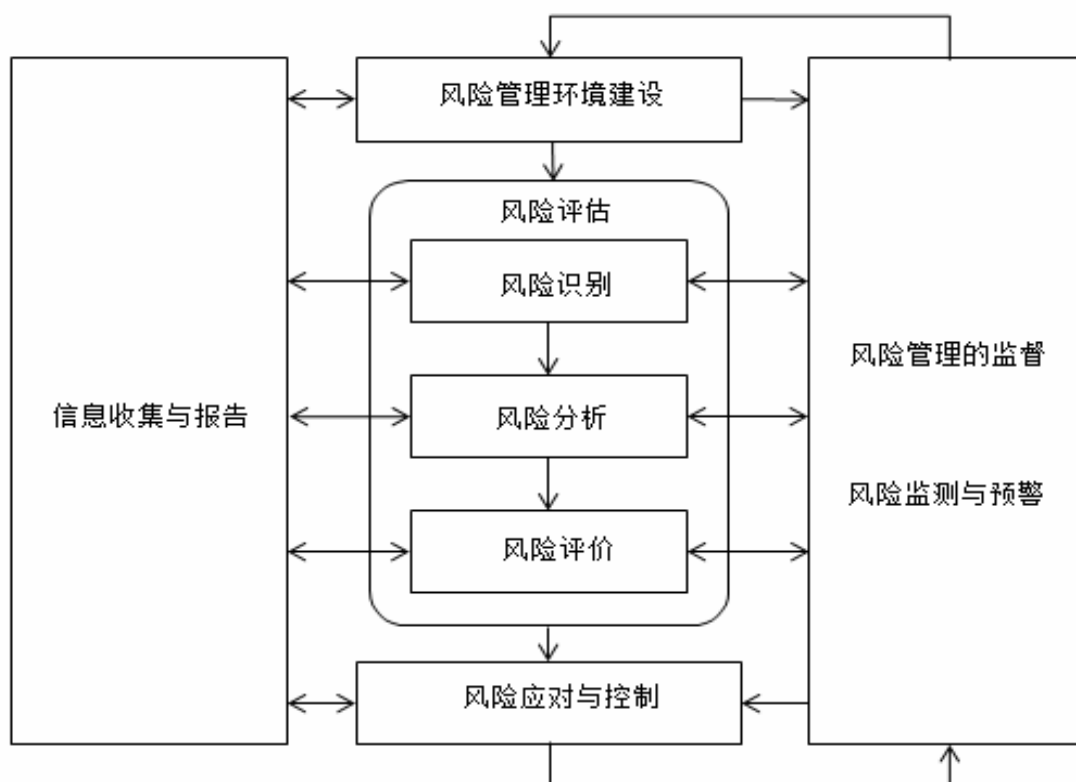 风险管理环境建设
风险评估
风险识别
风险分析
风险评价
风险应对与控制
信息收集与报告
风险管理的监督
风险监测与预警